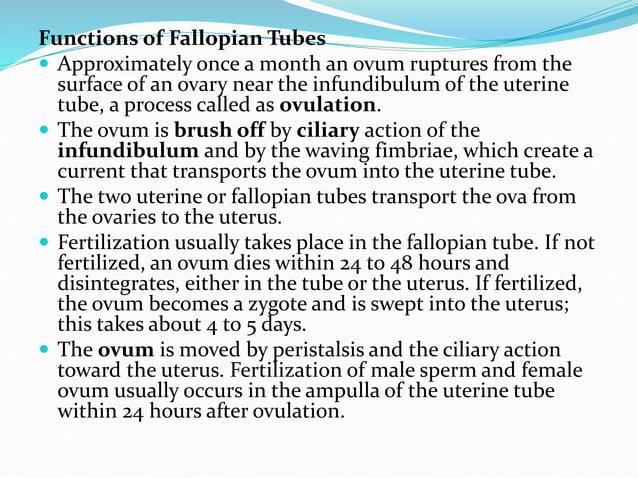 Functions of Fallopian Tubes
• Approximately once a month an ovum ruptures from the
surface of an ovary near the infundibulum of the uterine
tube, a process called as ovulation.
• The ovum is brush off by ciliary action of the
infundibulum and by the waving fimbriae, which create a
current that transports the ovum into the uterine tube.
• The two uterine or fallopian tubes transport the ova from
the ovaries to the uterus.
• Fertilization usually takes place in the fallopian tube. If not
fertilized, an ovum dies within 24 to 48 hours and
disintegrates, either in the tube or the uterus. If fertilized,
the ovum becomes a zygote and is swept into the uterus;
this takes about 4 to 5 days.
• The ovum is moved by peristalsis and the ciliary action
toward the uterus. Fertilization of male sperm and female
ovum usually occurs in the ampulla of the uterine tube
within 24 hours after ovulation.